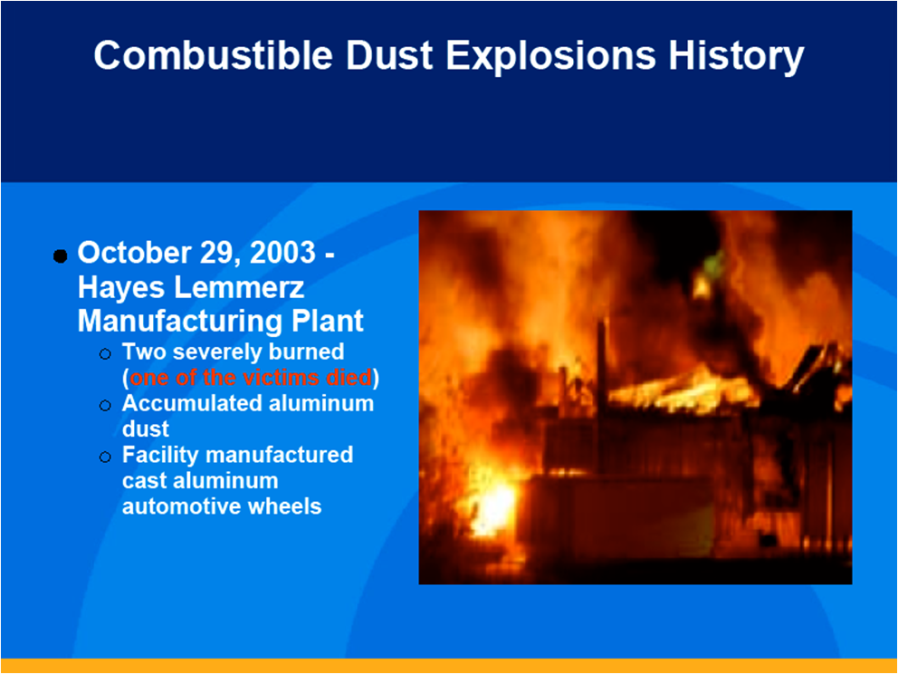 Combustible Dust Explosions History
October 29, 2003 -
Hayes Lemmerz
Manufacturing Plant
Two severely burned
(one of the victims died)
Accumulated aluminum
dust
Facility manufactured
cast aluminum
automotive wheels